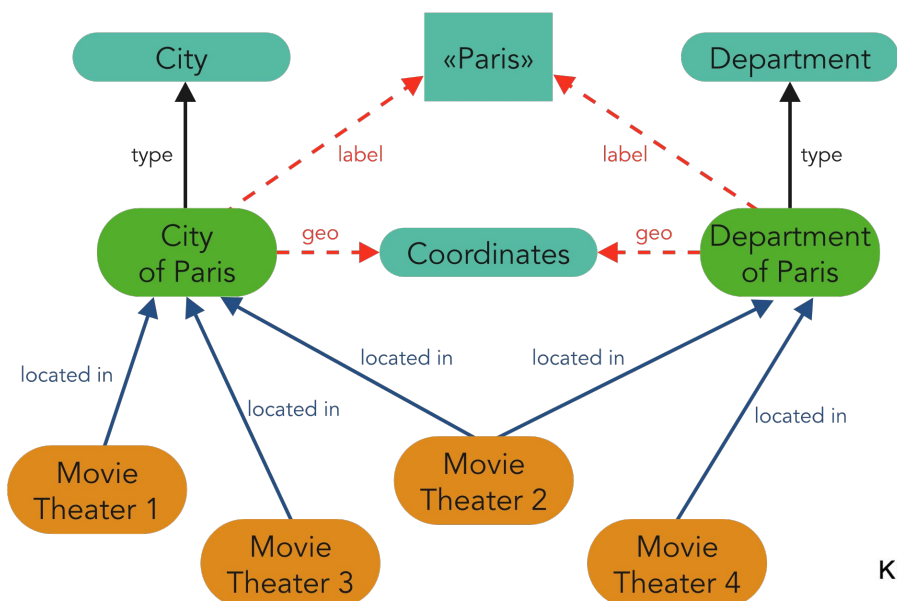 City
«Paris»
Department
type
label
label
type
City
of Paris
geo
Coordinates
geo
Department
of Paris
located in
located in
located in
located in
located in
Movie
Theater 1
Movie
Theater 3
Movie
Theater 2
Movie
Theater 4
K